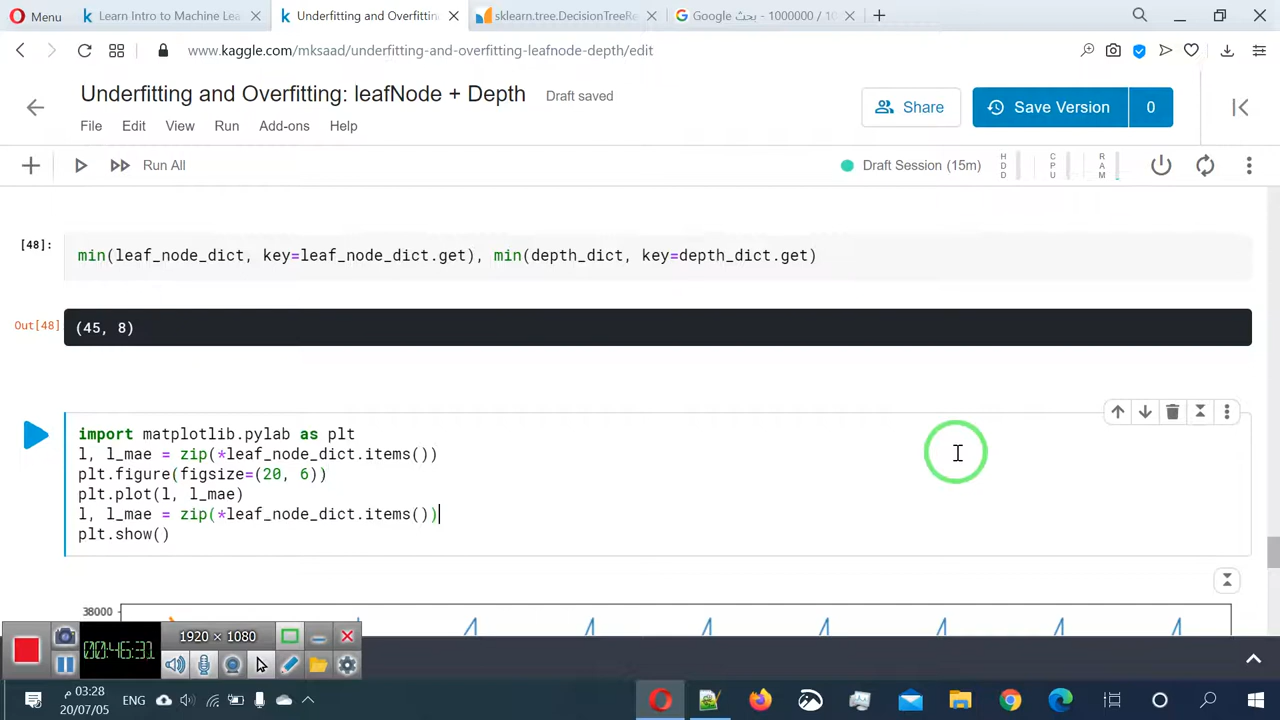 Menu
Learn Intro to Machine Lea
Underfitting and Overfittin
sklearn.tree.DecisionTreeRe
بحث Google - 1000000 / 10
www.kaggle.com/mksaad/underfitting-and-overfitting-leafnode-depth/edit
Underfitting and Overfitting: leafNode + Depth
Draft saved
Share
Save Version
0
File
Edit
View
Run
Add-ons
Help
Run All
Draft Session (15m)
HDD
CPU
RAM
[48]:
min(leaf_node_dict, key=leaf_node_dict.get), min(depth_dict, key=depth_dict.get)
Out[48]:
(45, 8)
import matplotlib.pylab as plt
l, l_mae = zip(*leaf_node_dict.items())
plt.figure(figsize=(20, 6))
plt.plot(l, l_mae)
l, l_mae = zip(*leaf_node_dict.items())
plt.show()
38000
1920 × 1080
00:46:31
03:28 م
ENG
20/07/05